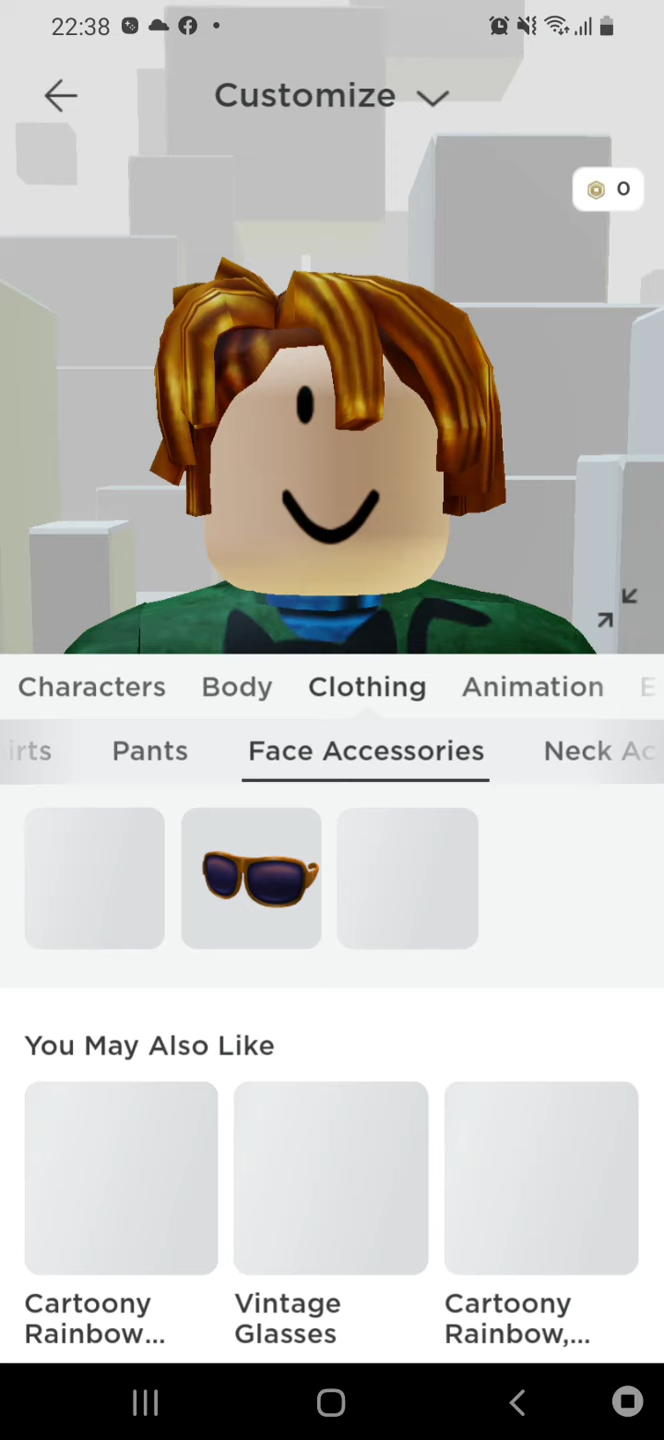 22:38
Customize
0
Characters Body Clothing Animation E
irts Pants Face Accessories Neck Ac
You May Also Like
Cartoony Vintage Cartoony
Rainbow... Glasses Rainbow,...